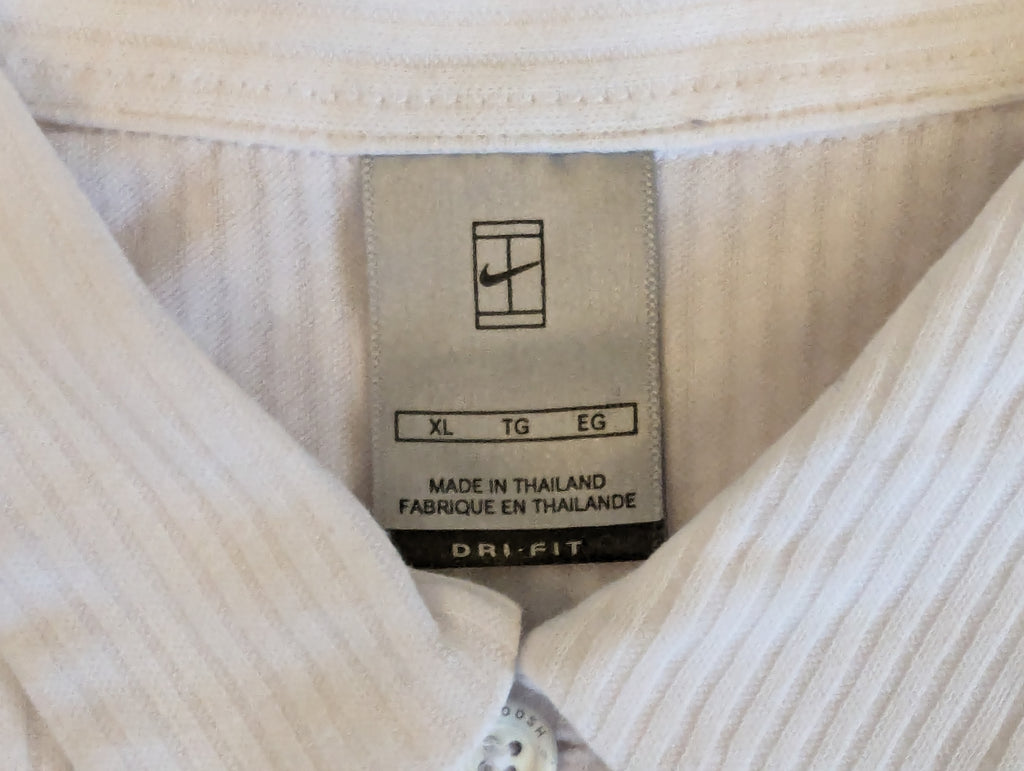 XL TG EG
MADE IN THAILAND
FABRIQUE EN THAILANDE
DRI-FIT